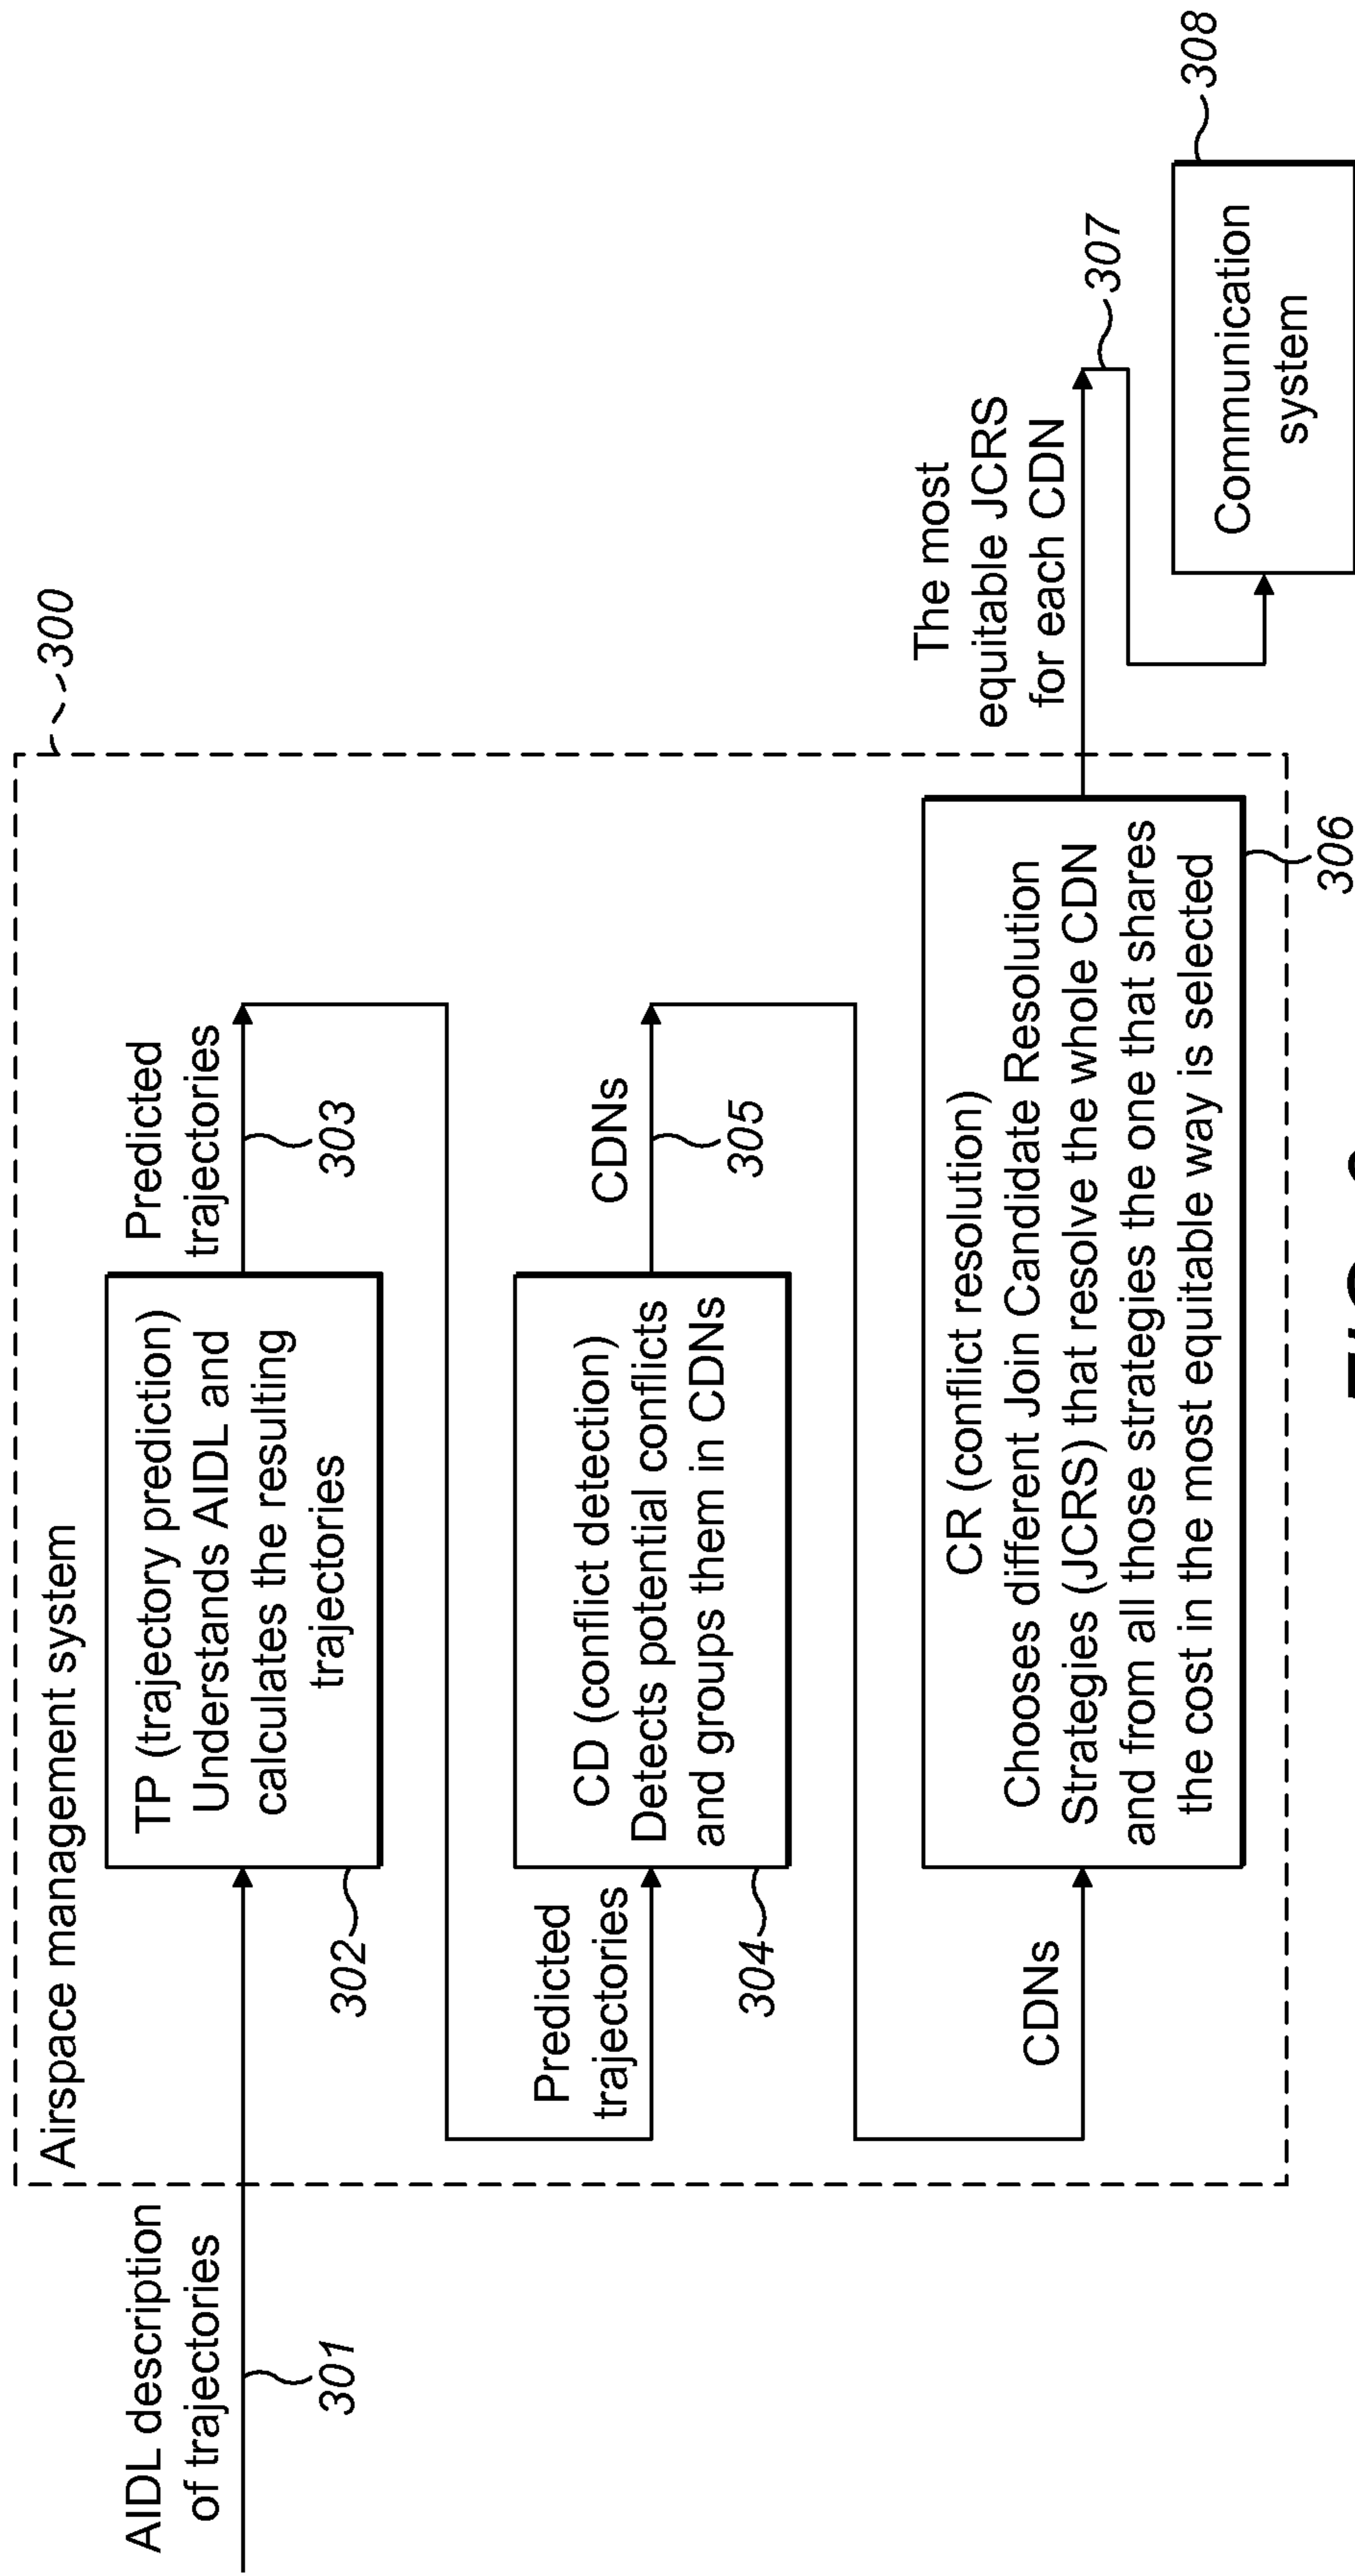 300
Airspace management system
AIDL description
of trajectories
301
TP (trajectory prediction)
Understands AIDL and
calculates the resulting
trajectories
302
Predicted
trajectories
303
Predicted
trajectories
CD (conflict detection)
Detects potential conflicts
and groups them in CDNs
304
CDNs
305
CDNs
CR (conflict resolution)
Chooses different Join Candidate Resolution
Strategies (JCRS) that resolve the whole CDN
and from all those strategies the one that shares
the cost in the most equitable way is selected
306
The most
equitable JCRS
for each CDN
307
Communication
system
308